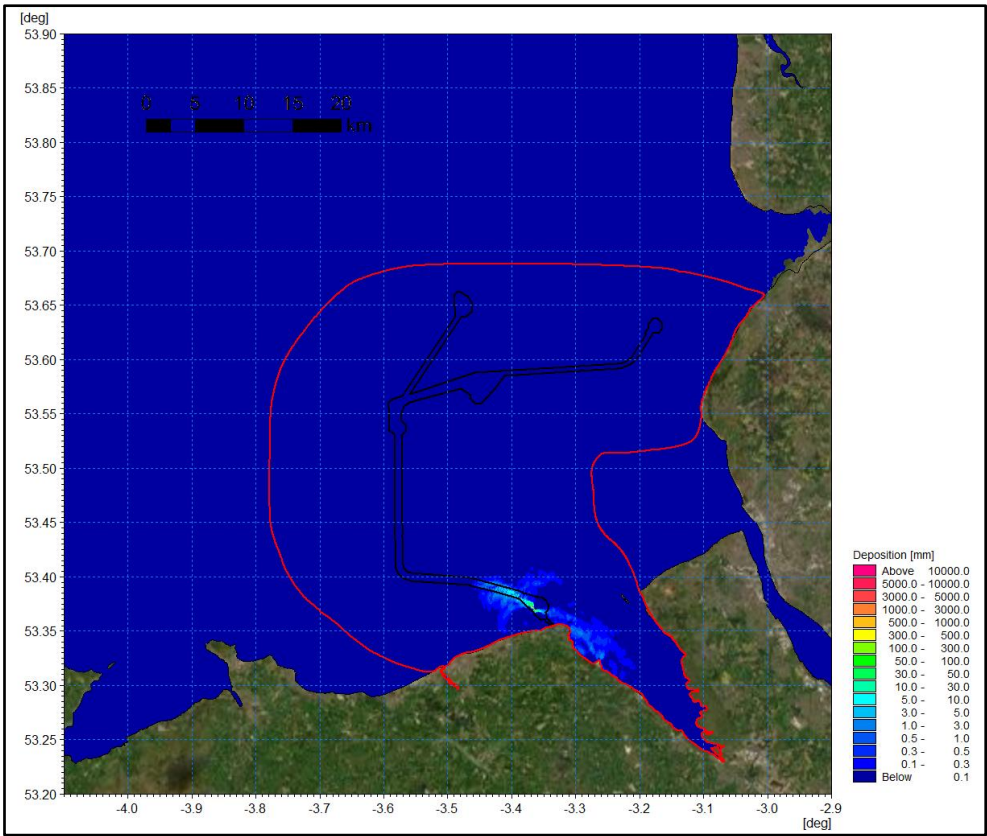 [deg]
53.90
53.85
0 5 10 15 20
km
53.80
53.75
53.70
53.65
53.60
53.55
53.50
53.45
53.40
53.35
53.30
53.25
53.20
-4.0 -3.9 -3.8 -3.7 -3.6 -3.5 -3.4 -3.3 -3.2 -3.1 -3.0 -2.9
[deg]
Deposition [mm]
Above 10000.0
5000.0 - 10000.0
3000.0 - 5000.0
1000.0 - 3000.0
500.0 - 1000.0
300.0 - 500.0
100.0 - 300.0
50.0 - 100.0
30.0 - 50.0
10.0 - 30.0
5.0 - 10.0
3.0 - 5.0
1.0 - 3.0
0.5 - 1.0
0.3 - 0.5
0.1 - 0.3
Below 0.1